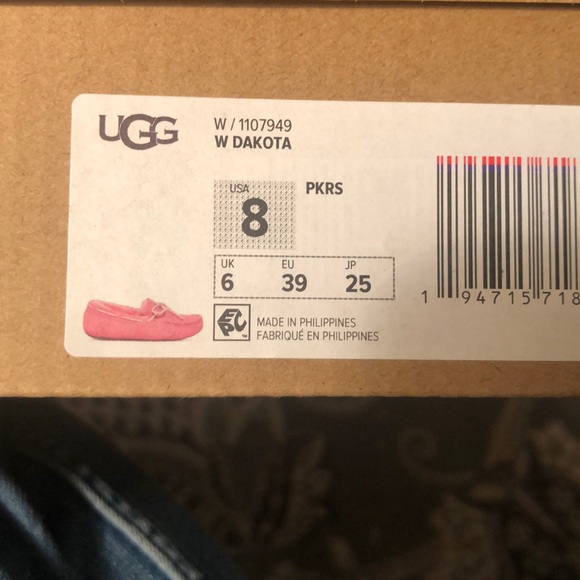 UGG
W / 1107949
W DAKOTA
USA
8
PKRS
UK EU JP
6 39 25
EPC
MADE IN PHILIPPINES
FABRIQUÉ EN PHILIPPINES
1 94715 718